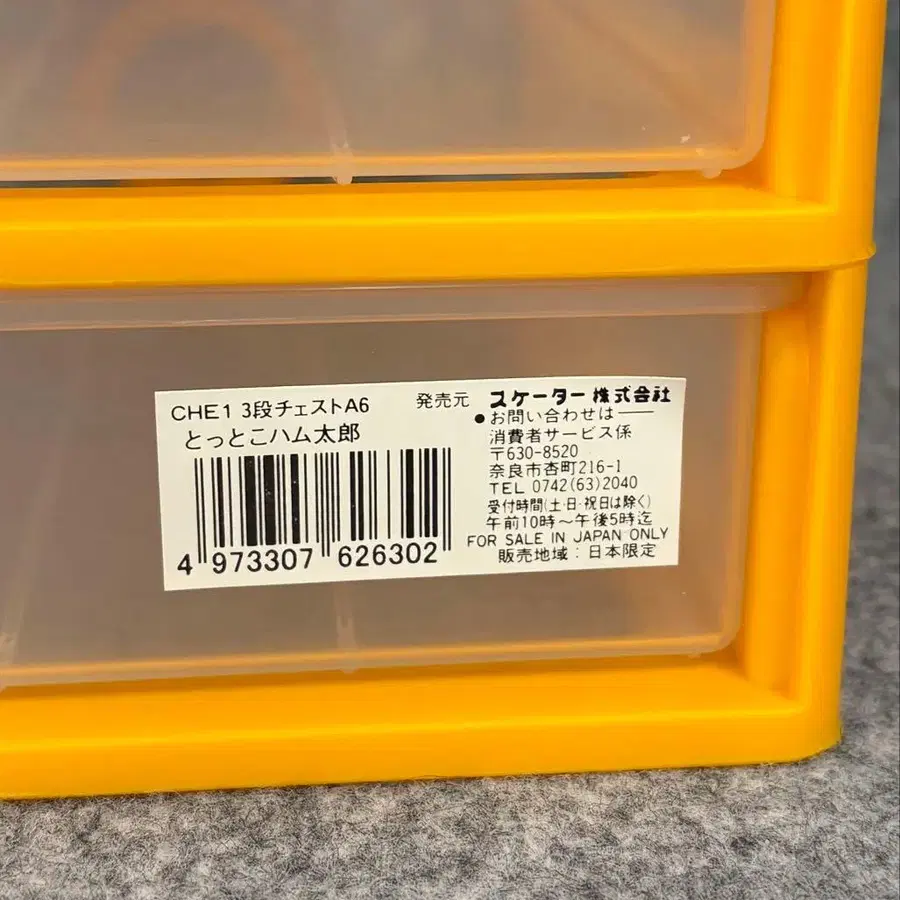 CHE1 3段チェストA6
とっとこハム太郎
4 973307 626302
発売元 スケーター株式会社
●お問い合わせは――
消費者サービス係
〒630-8520
奈良市杏町216-1
TEL 0742(63)2040
受付時間(土・日・祝日は除く)
午前10時〜午後5時迄
FOR SALE IN JAPAN ONLY
販売地域：日本限定